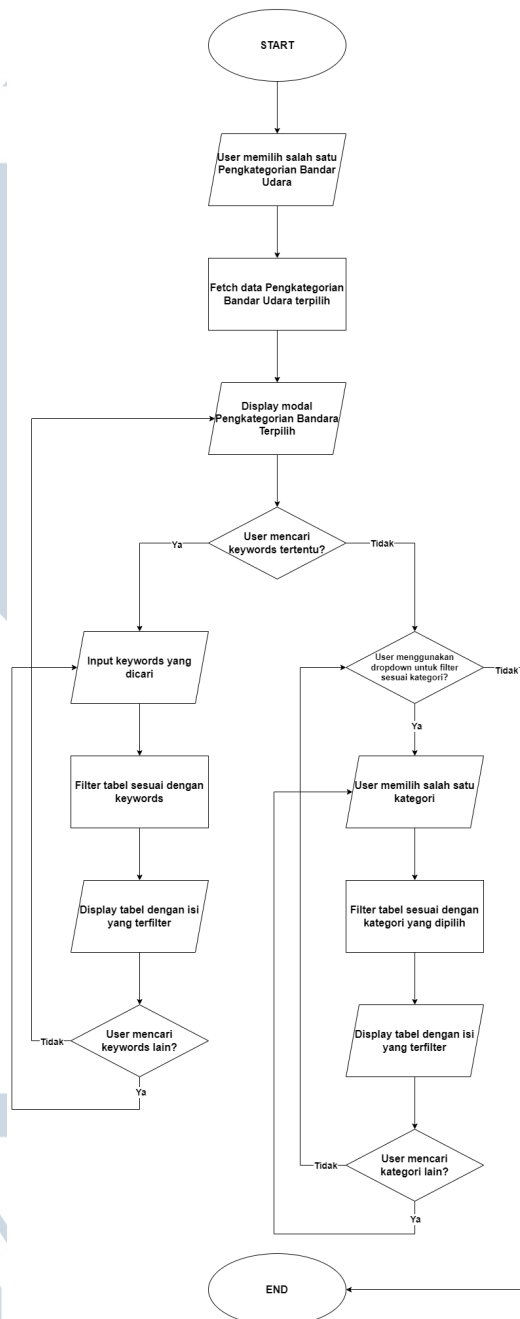 START
User memilih salah satu
Pengkategorian Bandar
Udara
Fetch data Pengkategorian
Bandar Udara terpilih
Display modal
Pengkategorian Bandara
Terpilih
User mencari
keywords tertentu?
Ya
Tidak
Input keywords yang
dicari
Filter tabel sesuai dengan
keywords
Display tabel dengan isi
yang terfilter
User mencari
keywords lain?
Tidak
Ya
User menggunakan
dropdown untuk filter
sesuai kategori?
Tidak
Ya
User memilih salah satu
kategori
Filter tabel sesuai dengan
kategori yang dipilih
Display tabel dengan isi
yang terfilter
User mencari
kategori lain?
Tidak
Ya
END